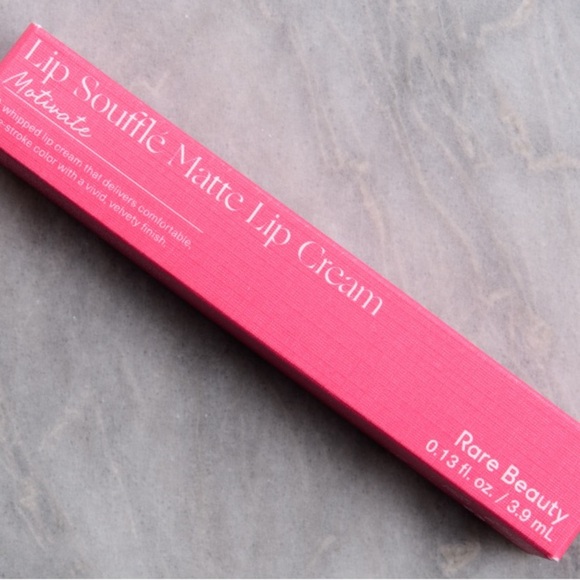 Lip Soufflé Matte Lip Cream
Motivate
whipped lip cream that delivers comfortable,
-stroke color with a vivid, velvety finish.
Rare Beauty
0.13 fl. oz. / 3.9 mL